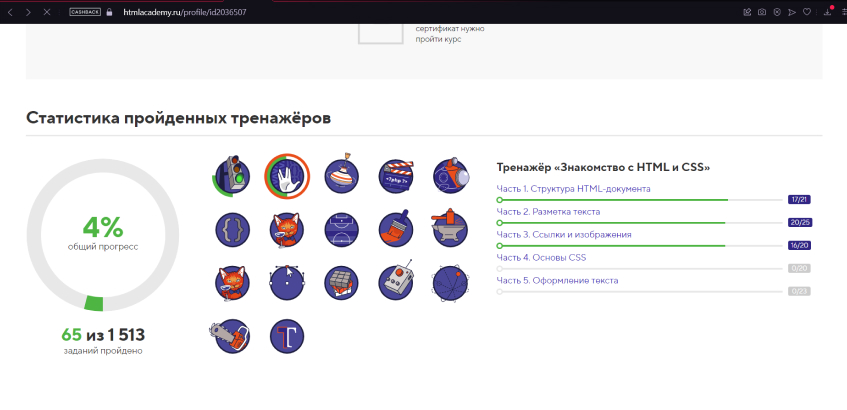 CASHBACK
htmlacademy.ru/profile/id2036507
сертификат нужно
пройти курс
Статистика пройденных тренажёров
4%
общий прогресс
65 из 1 513
заданий пройдено
<?php ?>
{}
T
Тренажёр «Знакомство с HTML и CSS»
Часть 1. Структура HTML-документа
17/21
Часть 2. Разметка текста
20/25
Часть 3. Ссылки и изображения
16/20
Часть 4. Основы CSS
0/20
Часть 5. Оформление текста
0/23